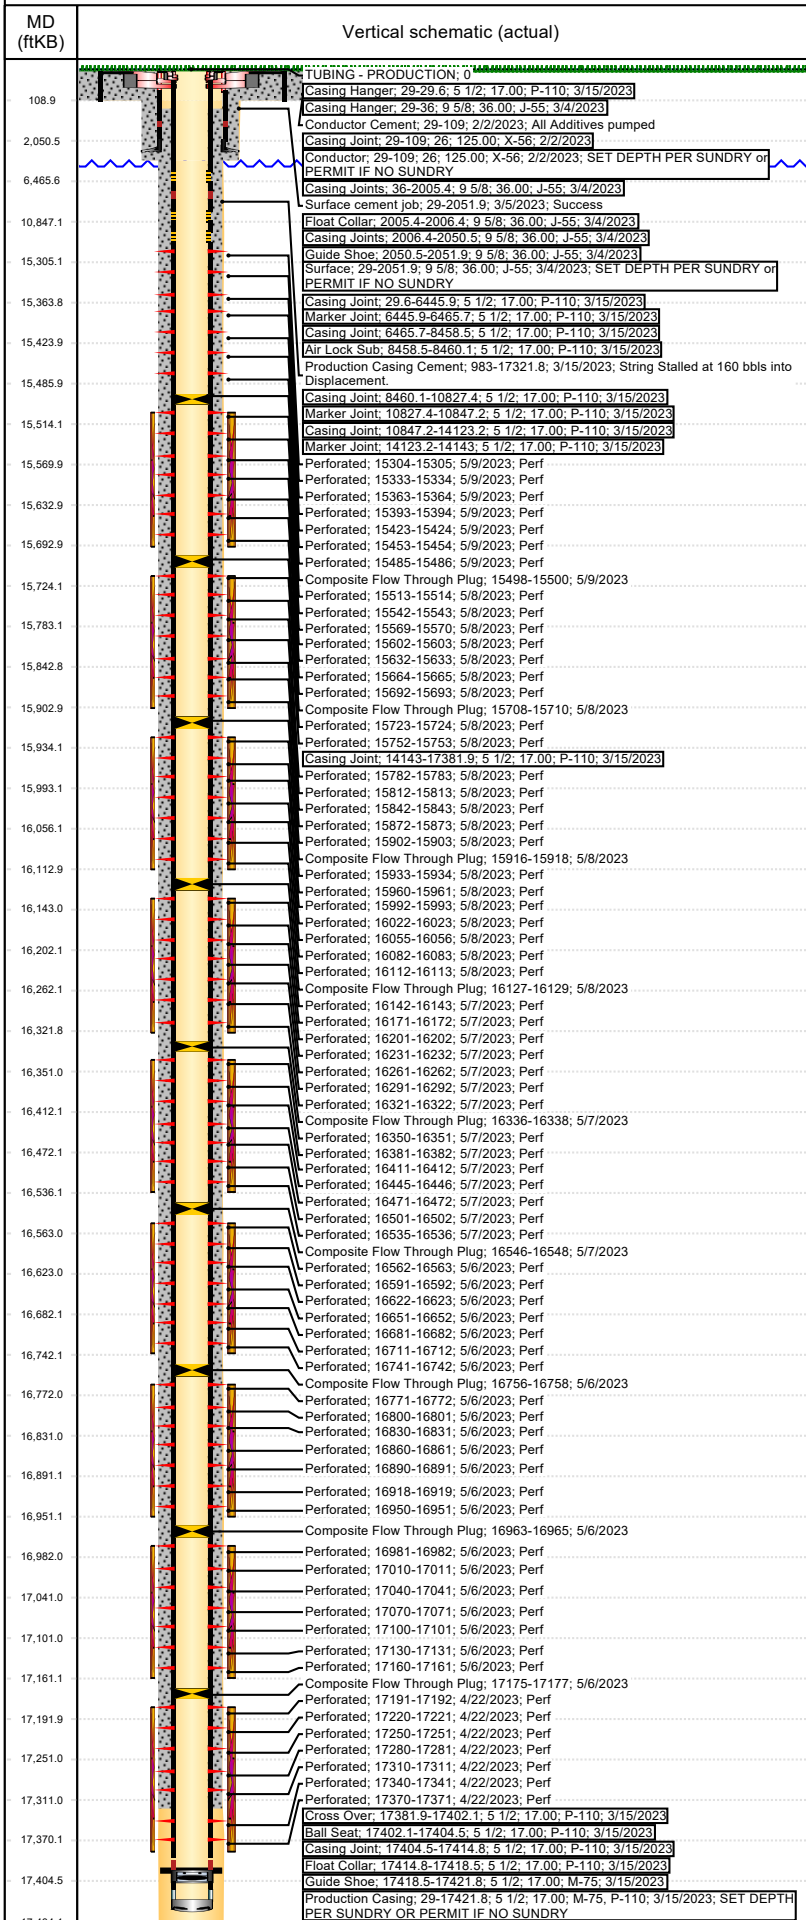 MD
(ftKB)
Vertical schematic (actual)
108.9
2,050.5
6,465.6
10,847.1
15,305.1
15,363.8
15,423.9
15,485.9
15,514.1
15,569.9
15,632.9
15,692.9
15,724.1
15,783.1
15,842.8
15,902.9
15,934.1
15,993.1
16,056.1
16,112.9
16,143.0
16,202.1
16,262.1
16,321.8
16,351.0
16,412.1
16,472.1
16,536.1
16,563.0
16,623.0
16,682.1
16,742.1
16,772.0
16,831.0
16,891.1
16,951.1
16,982.0
17,041.0
17,101.0
17,161.1
17,191.9
17,251.0
17,311.0
17,370.1
17,404.5
TUBING - PRODUCTION; 0
Casing Hanger; 29-29.6; 5 1/2; 17.00; P-110; 3/15/2023
Casing Hanger; 29-36; 9 5/8; 36.00; J-55; 3/4/2023
Conductor Cement; 29-109; 2/2/2023; All Additives pumped
Casing Joint; 29-109; 26; 125.00; X-56; 2/2/2023
Conductor; 29-109; 26; 125.00; X-56; 2/2/2023; SET DEPTH PER SUNDRY or
PERMIT IF NO SUNDRY
Casing Joints; 36-2005.4; 9 5/8; 36.00; J-55; 3/4/2023
Surface cement job; 29-2051.9; 3/5/2023; Success
Float Collar; 2005.4-2006.4; 9 5/8; 36.00; J-55; 3/4/2023
Casing Joints; 2006.4-2050.5; 9 5/8; 36.00; J-55; 3/4/2023
Guide Shoe; 2050.5-2051.9; 9 5/8; 36.00; J-55; 3/4/2023
Surface; 29-2051.9; 9 5/8; 36.00; J-55; 3/4/2023; SET DEPTH PER SUNDRY or
PERMIT IF NO SUNDRY
Casing Joint; 29.6-6445.9; 5 1/2; 17.00; P-110; 3/15/2023
Marker Joint; 6445.9-6465.7; 5 1/2; 17.00; P-110; 3/15/2023
Casing Joint; 6465.7-8458.5; 5 1/2; 17.00; P-110; 3/15/2023
Air Lock Sub; 8458.5-8460.1; 5 1/2; 17.00; P-110; 3/15/2023
Production Casing Cement; 983-17321.8; 3/15/2023; String Stalled at 160 bbls into
Displacement.
Casing Joint; 8460.1-10827.4; 5 1/2; 17.00; P-110; 3/15/2023
Marker Joint; 10827.4-10847.2; 5 1/2; 17.00; P-110; 3/15/2023
Casing Joint; 10847.2-14123.2; 5 1/2; 17.00; P-110; 3/15/2023
Marker Joint; 14123.2-14143; 5 1/2; 17.00; P-110; 3/15/2023
Perforated; 15304-15305; 5/9/2023; Perf
Perforated; 15333-15334; 5/9/2023; Perf
Perforated; 15363-15364; 5/9/2023; Perf
Perforated; 15393-15394; 5/9/2023; Perf
Perforated; 15423-15424; 5/9/2023; Perf
Perforated; 15453-15454; 5/9/2023; Perf
Perforated; 15485-15486; 5/9/2023; Perf
Composite Flow Through Plug; 15498-15500; 5/9/2023
Perforated; 15513-15514; 5/8/2023; Perf
Perforated; 15542-15543; 5/8/2023; Perf
Perforated; 15569-15570; 5/8/2023; Perf
Perforated; 15602-15603; 5/8/2023; Perf
Perforated; 15632-15633; 5/8/2023; Perf
Perforated; 15664-15665; 5/8/2023; Perf
Perforated; 15692-15693; 5/8/2023; Perf
Composite Flow Through Plug; 15708-15710; 5/8/2023
Perforated; 15723-15724; 5/8/2023; Perf
Perforated; 15752-15753; 5/8/2023; Perf
Casing Joint; 14143-17381.9; 5 1/2; 17.00; P-110; 3/15/2023
Perforated; 15782-15783; 5/8/2023; Perf
Perforated; 15812-15813; 5/8/2023; Perf
Perforated; 15842-15843; 5/8/2023; Perf
Perforated; 15872-15873; 5/8/2023; Perf
Perforated; 15902-15903; 5/8/2023; Perf
Composite Flow Through Plug; 15916-15918; 5/8/2023
Perforated; 15933-15934; 5/8/2023; Perf
Perforated; 15960-15961; 5/8/2023; Perf
Perforated; 15992-15993; 5/8/2023; Perf
Perforated; 16022-16023; 5/8/2023; Perf
Perforated; 16055-16056; 5/8/2023; Perf
Perforated; 16082-16083; 5/8/2023; Perf
Perforated; 16112-16113; 5/8/2023; Perf
Composite Flow Through Plug; 16127-16129; 5/8/2023
Perforated; 16142-16143; 5/7/2023; Perf
Perforated; 16171-16172; 5/7/2023; Perf
Perforated; 16201-16202; 5/7/2023; Perf
Perforated; 16231-16232; 5/7/2023; Perf
Perforated; 16261-16262; 5/7/2023; Perf
Perforated; 16291-16292; 5/7/2023; Perf
Perforated; 16321-16322; 5/7/2023; Perf
Composite Flow Through Plug; 16336-16338; 5/7/2023
Perforated; 16350-16351; 5/7/2023; Perf
Perforated; 16381-16382; 5/7/2023; Perf
Perforated; 16411-16412; 5/7/2023; Perf
Perforated; 16445-16446; 5/7/2023; Perf
Perforated; 16471-16472; 5/7/2023; Perf
Perforated; 16501-16502; 5/7/2023; Perf
Perforated; 16535-16536; 5/7/2023; Perf
Composite Flow Through Plug; 16546-16548; 5/7/2023
Perforated; 16562-16563; 5/6/2023; Perf
Perforated; 16591-16592; 5/6/2023; Perf
Perforated; 16622-16623; 5/6/2023; Perf
Perforated; 16651-16652; 5/6/2023; Perf
Perforated; 16681-16682; 5/6/2023; Perf
Perforated; 16711-16712; 5/6/2023; Perf
Perforated; 16741-16742; 5/6/2023; Perf
Composite Flow Through Plug; 16756-16758; 5/6/2023
Perforated; 16771-16772; 5/6/2023; Perf
Perforated; 16800-16801; 5/6/2023; Perf
Perforated; 16830-16831; 5/6/2023; Perf
Perforated; 16860-16861; 5/6/2023; Perf
Perforated; 16890-16891; 5/6/2023; Perf
Perforated; 16918-16919; 5/6/2023; Perf
Perforated; 16950-16951; 5/6/2023; Perf
Composite Flow Through Plug; 16963-16965; 5/6/2023
Perforated; 16981-16982; 5/6/2023; Perf
Perforated; 17010-17011; 5/6/2023; Perf
Perforated; 17040-17041; 5/6/2023; Perf
Perforated; 17070-17071; 5/6/2023; Perf
Perforated; 17100-17101; 5/6/2023; Perf
Perforated; 17130-17131; 5/6/2023; Perf
Perforated; 17160-17161; 5/6/2023; Perf
Composite Flow Through Plug; 17175-17177; 5/6/2023
Perforated; 17191-17192; 4/22/2023; Perf
Perforated; 17220-17221; 4/22/2023; Perf
Perforated; 17250-17251; 4/22/2023; Perf
Perforated; 17280-17281; 4/22/2023; Perf
Perforated; 17310-17311; 4/22/2023; Perf
Perforated; 17340-17341; 4/22/2023; Perf
Perforated; 17370-17371; 4/22/2023; Perf
Cross Over; 17381.9-17402.1; 5 1/2; 17.00; P-110; 3/15/2023
Ball Seat; 17402.1-17404.5; 5 1/2; 17.00; P-110; 3/15/2023
Casing Joint; 17404.5-17414.8; 5 1/2; 17.00; P-110; 3/15/2023
Float Collar; 17414.8-17418.5; 5 1/2; 17.00; P-110; 3/15/2023
Guide Shoe; 17418.5-17421.8; 5 1/2; 17.00; M-75; 3/15/2023
Production Casing; 29-17421.8; 5 1/2; 17.00; M-75, P-110; 3/15/2023; SET DEPTH
PER SUNDRY OR PERMIT IF NO SUNDRY